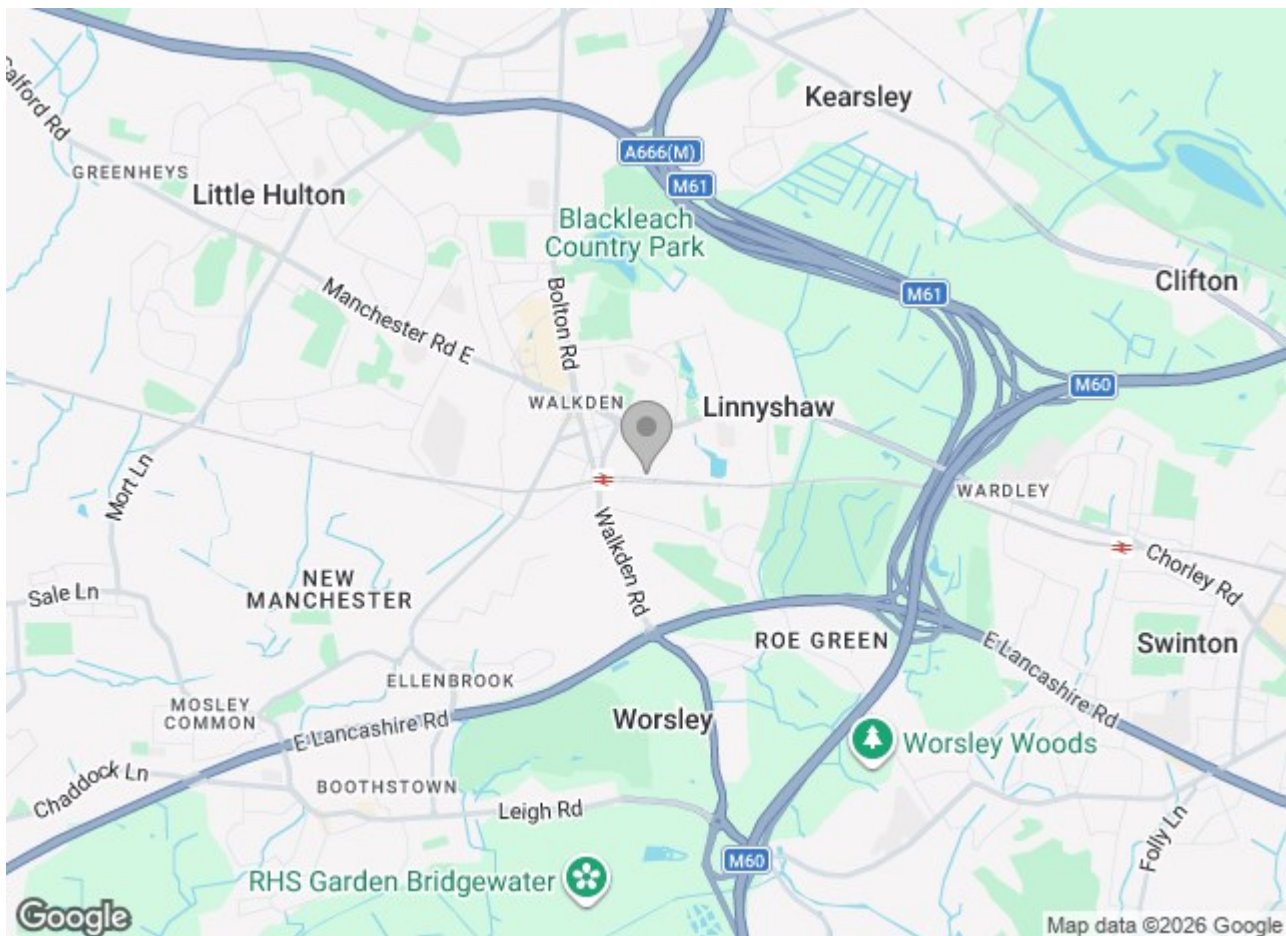 Kearsley
Salford Rd
A666(M)
GREENHEYS
M61
Little Hulton
Blackleach
Country Park
Clifton
M61
Bolton Rd
Manchester Rd E
M60
WALKDEN
Linnyshaw
Mort Ln
WARDLEY
Walkden Rd
Chorley Rd
NEW
MANCHESTER
Sale Ln
ROE GREEN
Swinton
ELLENBROOK
E Lancashire Rd
MOSLEY
COMMON
Worsley
E Lancashire Rd
Worsley Woods
Chaddock Ln
BOOTHSTOWN
Leigh Rd
Folly Ln
M60
RHS Garden Bridgewater
Google
Map data ©2026 Google